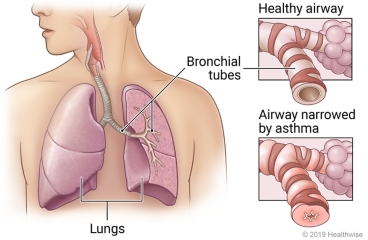 Healthy airway
Bronchial
tubes
Airway narrowed
by asthma
Lungs
© 2019 Healthwise